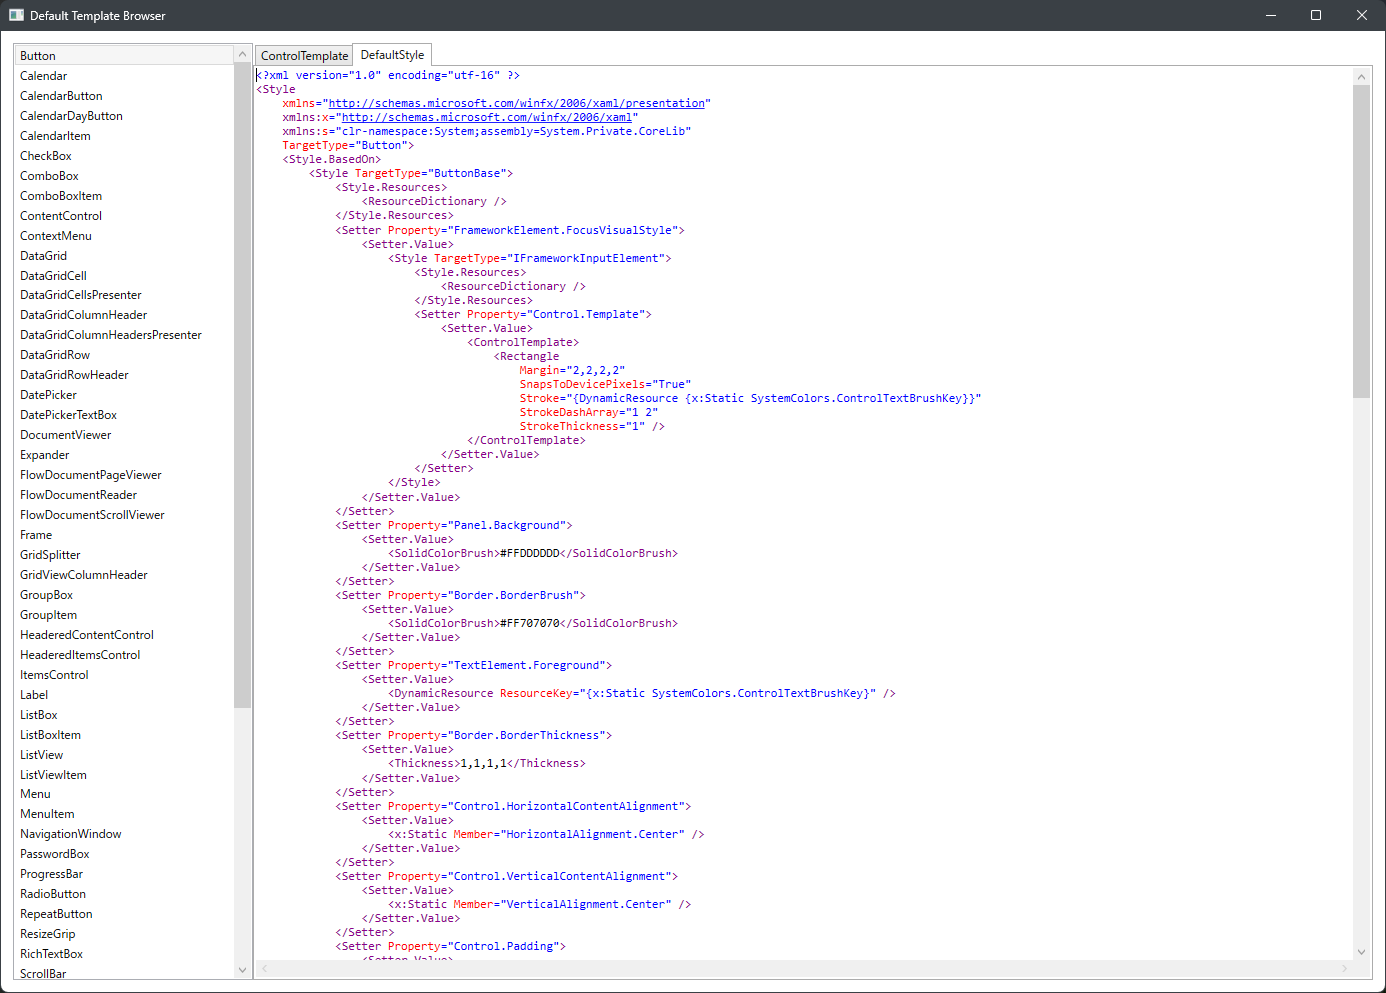 Default Template Browser
Button
Calendar
CalendarButton
CalendarDayButton
CalendarItem
CheckBox
ComboBox
ComboBoxItem
ContentControl
ContextMenu
DataGrid
DataGridCell
DataGridCellsPresenter
DataGridColumnHeader
DataGridColumnHeadersPresenter
DataGridRow
DataGridRowHeader
DatePicker
DatePickerTextBox
DocumentViewer
Expander
FlowDocumentPageViewer
FlowDocumentReader
FlowDocumentScrollViewer
Frame
GridSplitter
GridViewColumnHeader
GroupBox
GroupItem
HeaderedContentControl
HeaderedItemsControl
ItemsControl
Label
ListBox
ListBoxItem
ListView
ListViewItem
Menu
MenuItem
NavigationWindow
PasswordBox
ProgressBar
RadioButton
RepeatButton
ResizeGrip
RichTextBox
ScrollBar
ControlTemplate DefaultStyle
<?xml version="1.0" encoding="utf-16" ?>
<Style
    xmlns="http://schemas.microsoft.com/winfx/2006/xaml/presentation"
    xmlns:x="http://schemas.microsoft.com/winfx/2006/xaml"
    xmlns:s="clr-namespace:System;assembly=System.Private.CoreLib"
    TargetType="Button">
    <Style.BasedOn>
        <Style TargetType="ButtonBase">
            <Style.Resources>
                <ResourceDictionary />
            </Style.Resources>
            <Setter Property="FrameworkElement.FocusVisualStyle">
                <Setter.Value>
                    <Style TargetType="IFrameworkInputElement">
                        <Style.Resources>
                            <ResourceDictionary />
                        </Style.Resources>
                        <Setter Property="Control.Template">
                            <Setter.Value>
                                <ControlTemplate>
                                    <Rectangle
                                        Margin="2,2,2,2"
                                        SnapsToDevicePixels="True"
                                        Stroke="{DynamicResource {x:Static SystemColors.ControlTextBrushKey}}"
                                        StrokeDashArray="1 2"
                                        StrokeThickness="1" />
                                </ControlTemplate>
                            </Setter.Value>
                        </Setter>
                    </Style>
                </Setter.Value>
            </Setter>
            <Setter Property="Panel.Background">
                <Setter.Value>
                    <SolidColorBrush>#FFDDDDDD</SolidColorBrush>
                </Setter.Value>
            </Setter>
            <Setter Property="Border.BorderBrush">
                <Setter.Value>
                    <SolidColorBrush>#FF707070</SolidColorBrush>
                </Setter.Value>
            </Setter>
            <Setter Property="TextElement.Foreground">
                <Setter.Value>
                    <DynamicResource ResourceKey="{x:Static SystemColors.ControlTextBrushKey}" />
                </Setter.Value>
            </Setter>
            <Setter Property="Border.BorderThickness">
                <Setter.Value>
                    <Thickness>1,1,1,1</Thickness>
                </Setter.Value>
            </Setter>
            <Setter Property="Control.HorizontalContentAlignment">
                <Setter.Value>
                    <x:Static Member="HorizontalAlignment.Center" />
                </Setter.Value>
            </Setter>
            <Setter Property="Control.VerticalContentAlignment">
                <Setter.Value>
                    <x:Static Member="VerticalAlignment.Center" />
                </Setter.Value>
            </Setter>
            <Setter Property="Control.Padding">
                <Setter.Value>